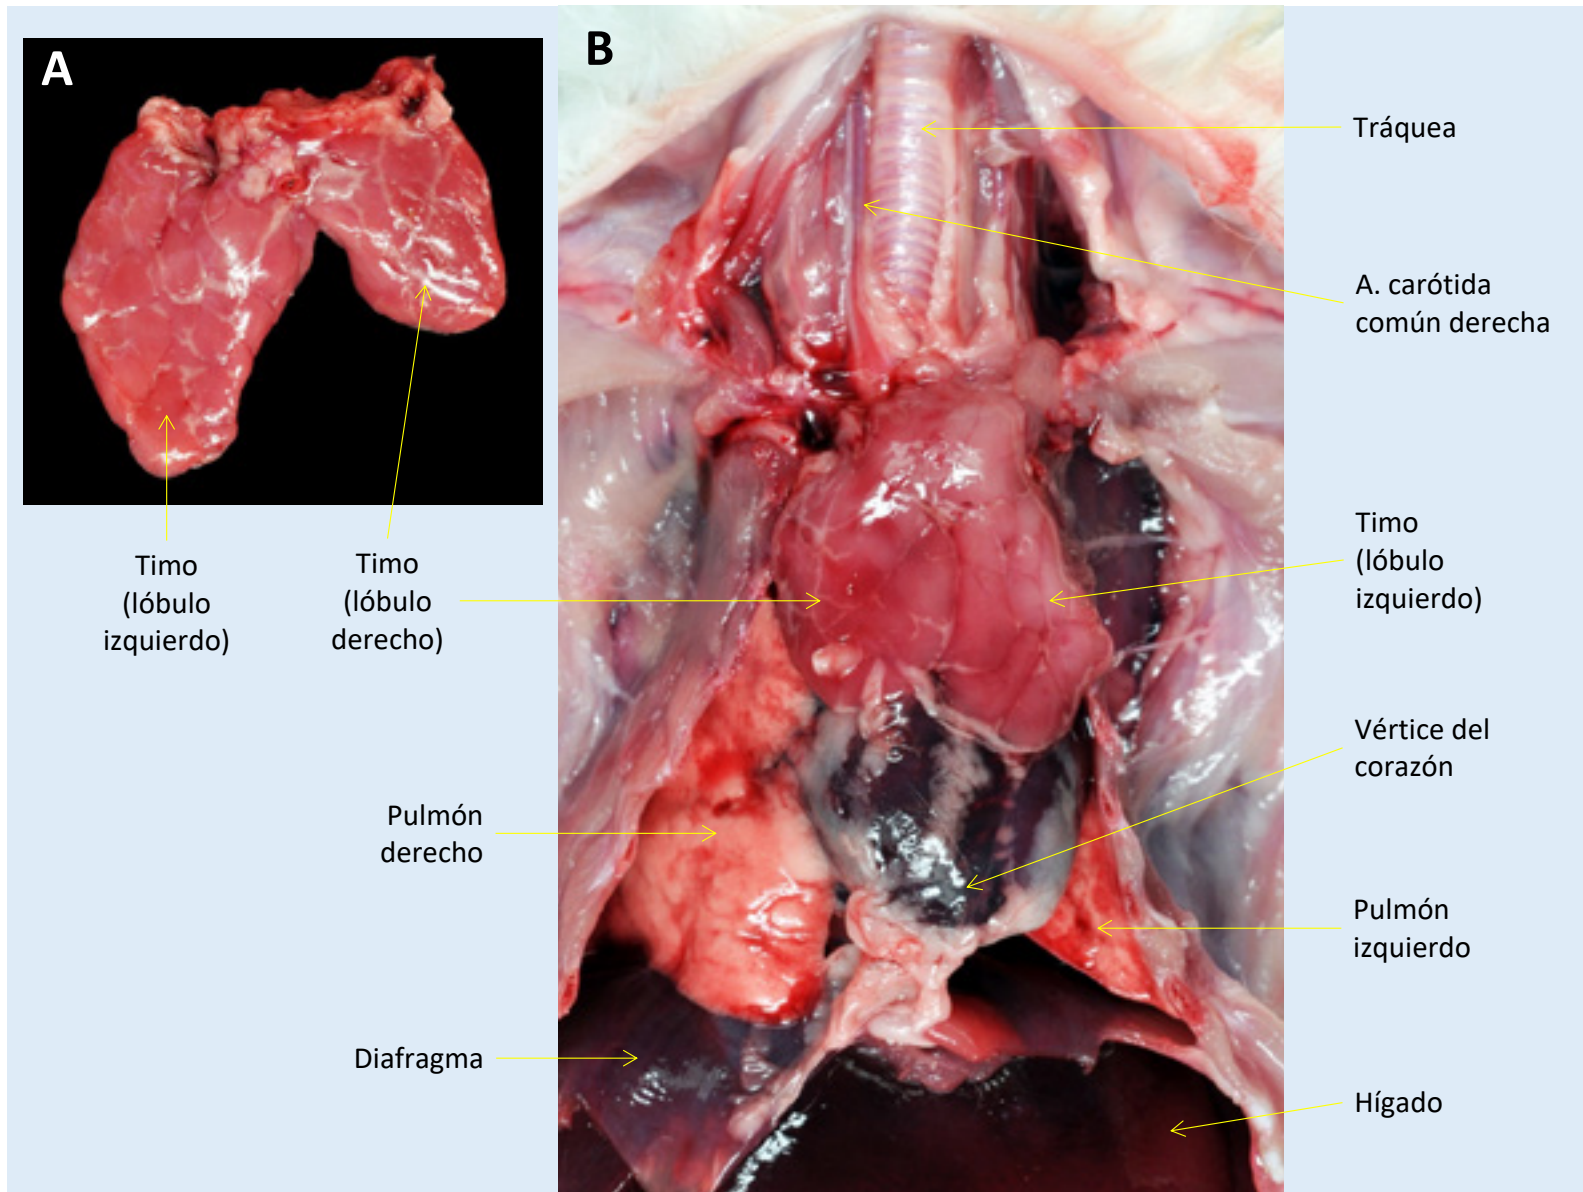 A
B
Tráquea
A. carótida
común derecha
Timo
(lóbulo
izquierdo)
Timo
(lóbulo
derecho)
Timo
(lóbulo
izquierdo)
Vértice del
corazón
Pulmón
derecho
Pulmón
izquierdo
Diafragma
Hígado